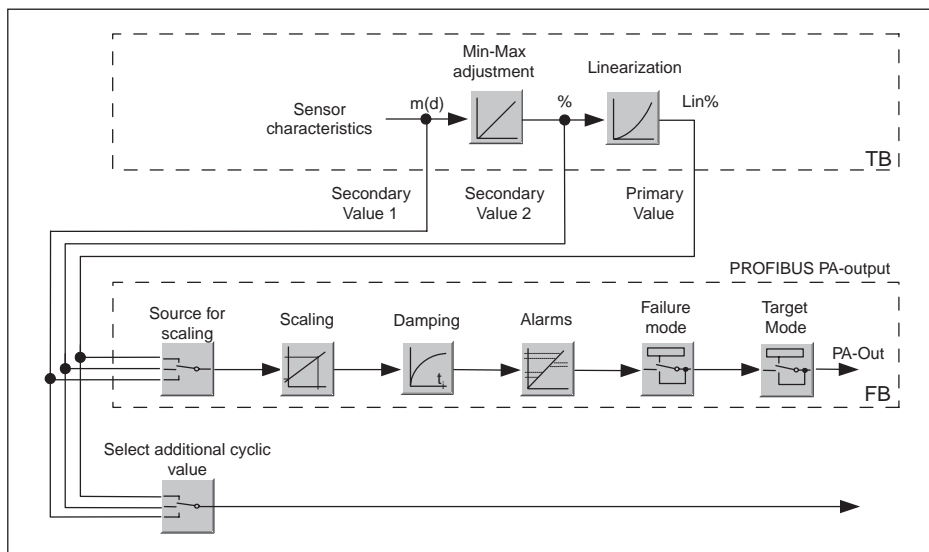 Min-Max
adjustment
Linearization
Sensor
characteristics
m(d)
%
Lin%
TB
Secondary
Value 1
Secondary
Value 2
Primary
Value
PROFIBUS PA-output
Source for
scaling
Scaling
Damping
Alarms
Failure
mode
Target
Mode
t
PA-Out
FB
Select additional cyclic
value